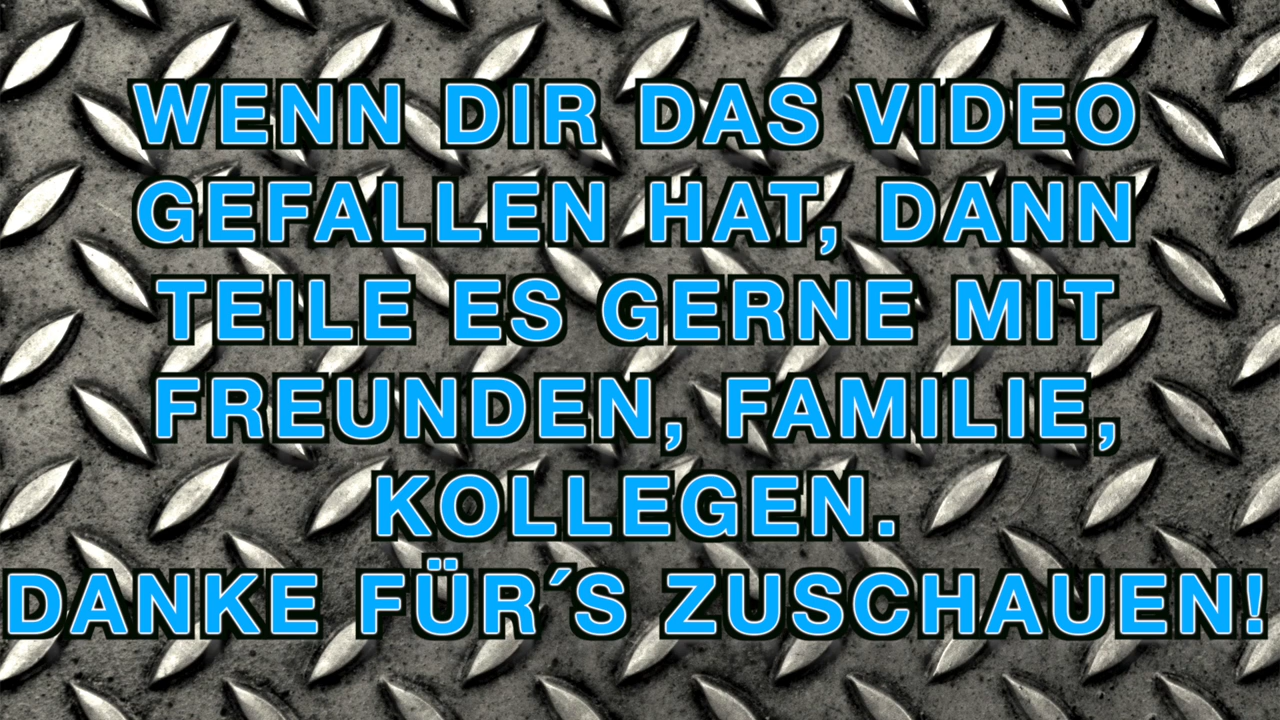 WENN DIR DAS VIDEO
GEFALLEN HAT, DANN
TEILE ES GERNE MIT
FREUNDEN, FAMILIE,
KOLLEGEN.
DANKE FÜR´S ZUSCHAUEN!